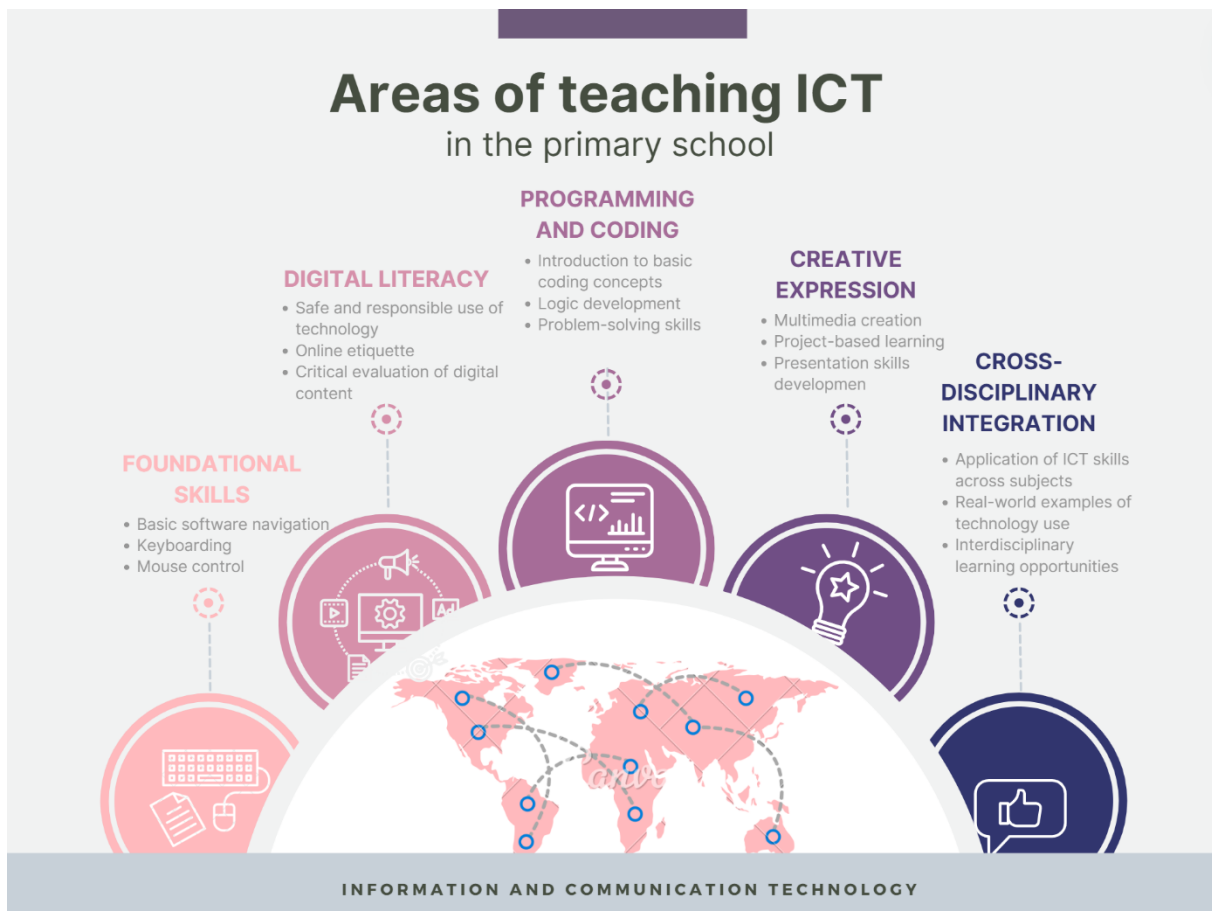 Areas of teaching ICT
in the primary school
FOUNDATIONAL
SKILLS
• Basic software navigation
• Keyboarding
• Mouse control
DIGITAL LITERACY
• Safe and responsible use of
technology
• Online etiquette
• Critical evaluation of digital
content
PROGRAMMING
AND CODING
• Introduction to basic
coding concepts
• Logic development
• Problem-solving skills
CREATIVE
EXPRESSION
• Multimedia creation
• Project-based learning
• Presentation skills
developmen
CROSS-
DISCIPLINARY
INTEGRATION
• Application of ICT skills
across subjects
• Real-world examples of
technology use
• Interdisciplinary
learning opportunities
Ad
</>
INFORMATION AND COMMUNICATION TECHNOLOGY